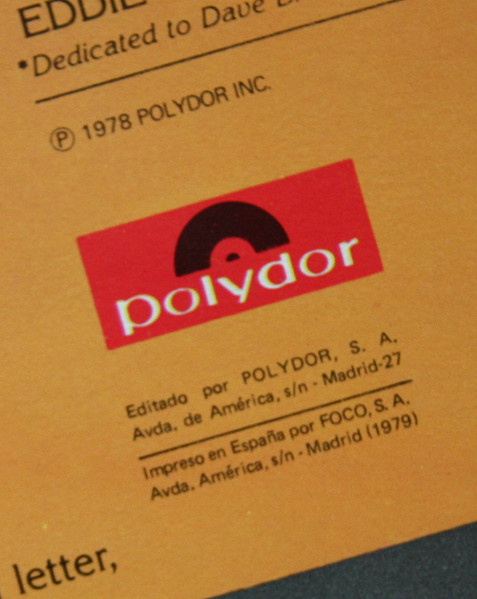 EDDIE
*Dedicated to Dave
Ⓟ 1978 POLYDOR INC.
polydor
Editado por POLYDOR, S. A.
Avda. de América, s/n - Madrid-27
Impreso en España por FOCO, S. A.
Avda. América, s/n - Madrid (1979)
letter,